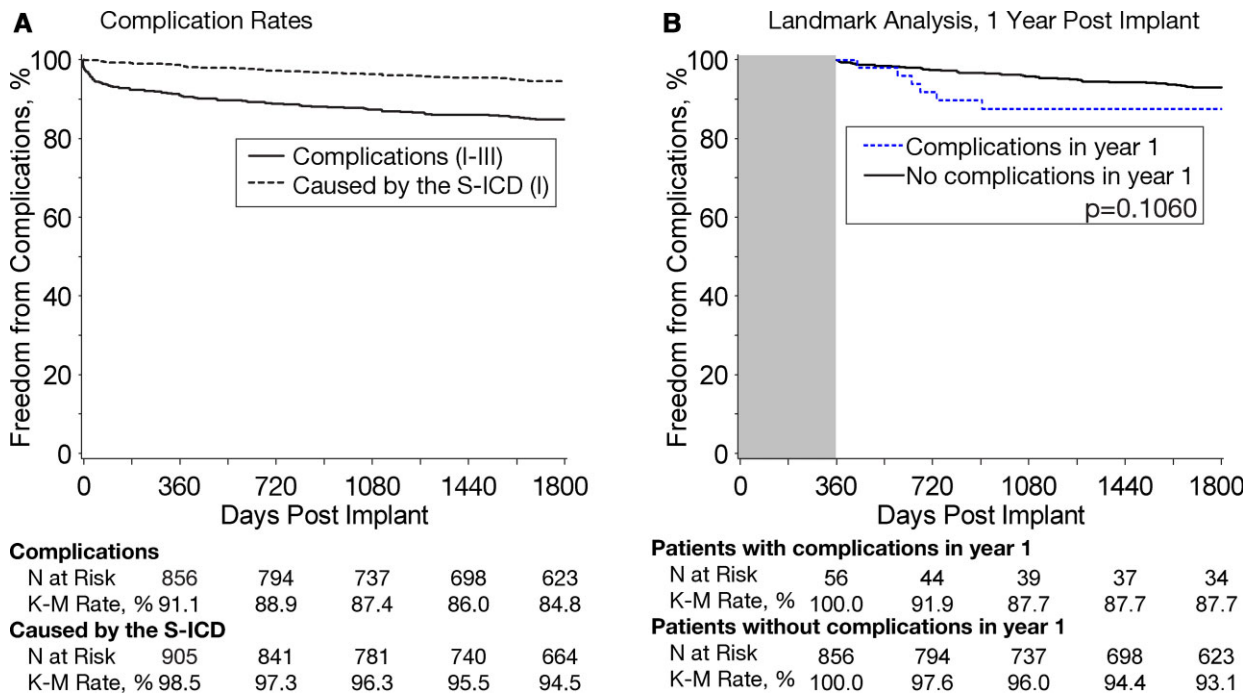 A Complication Rates
100
80
60
40
20
0
Freedom from Complications, %
Complications (I-III)
Caused by the S-ICD (I)
0 360 720 1080 1440 1800
Days Post Implant
Complications
N at Risk 856 794 737 698 623
K-M Rate, % 91.1 88.9 87.4 86.0 84.8
Caused by the S-ICD
N at Risk 905 841 781 740 664
K-M Rate, % 98.5 97.3 96.3 95.5 94.5
B Landmark Analysis, 1 Year Post Implant
100
80
60
40
20
0
Freedom from Complications, %
Complications in year 1
No complications in year 1
p=0.1060
0 360 720 1080 1440 1800
Days Post Implant
Patients with complications in year 1
N at Risk 56 44 39 37 34
K-M Rate, % 100.0 91.9 87.7 87.7 87.7
Patients without complications in year 1
N at Risk 856 794 737 698 623
K-M Rate, % 100.0 97.6 96.0 94.4 93.1